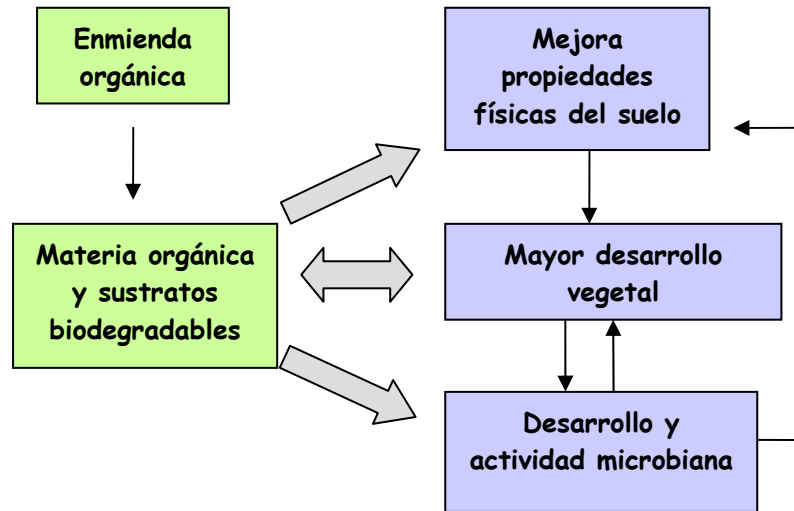 Enmienda
orgánica
Mejora
propiedades
físicas del suelo
Materia orgánica
y sustratos
biodegradables
Mayor desarrollo
vegetal
Desarrollo y
actividad microbiana